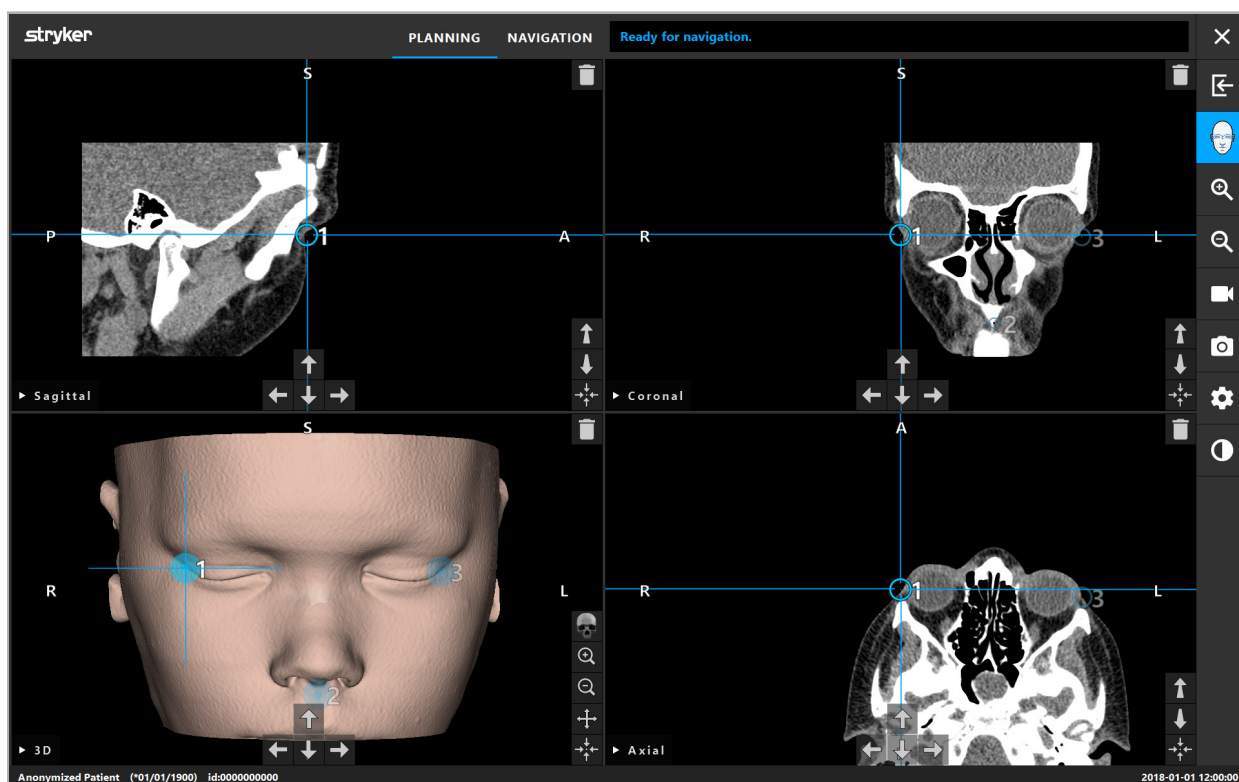 stryker PLANNING NAVIGATION Ready for navigation.
S S
P 1 A R 1 3 L
2
Sagittal Coronal
S A
R 1 3 L R 1 3 L
2
3D Axial
Anonymized Patient (*01/01/1900) id:0000000000 2018-01-01 12:00:00